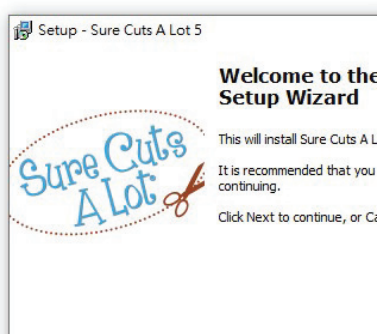 Setup - Sure Cuts A Lot 5
Welcome to the
Setup Wizard
Sure Cuts
A Lot
This will install Sure Cuts A L
It is recommended that you
continuing.
Click Next to continue, or Ca